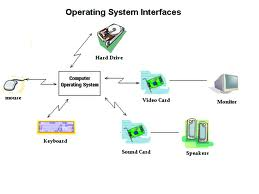 Operating System Interfaces
Hard Drive
Computer
Operating System
mouse
Video Card
Monitor
Keyboard
Sound Card
Speakers